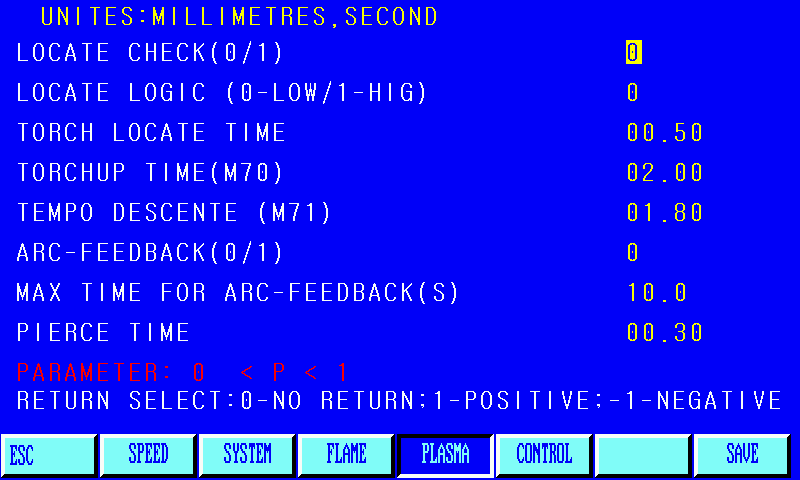 UNITES:MILLIMETRES,SECOND
LOCATE CHECK(0/1) 0
LOCATE LOGIC (0-LOW/1-HIG) 0
TORCH LOCATE TIME 00.50
TORCHUP TIME(M70) 02.00
TEMPO DESCENTE (M71) 01.80
ARC-FEEDBACK(0/1) 0
MAX TIME FOR ARC-FEEDBACK(S) 10.0
PIERCE TIME 00.30
PARAMETER: 0 < P < 1
RETURN SELECT:0-NO RETURN;1-POSITIVE;-1-NEGATIVE
ESC SPEED SYSTEM FLAME PLASMA CONTROL SAVE